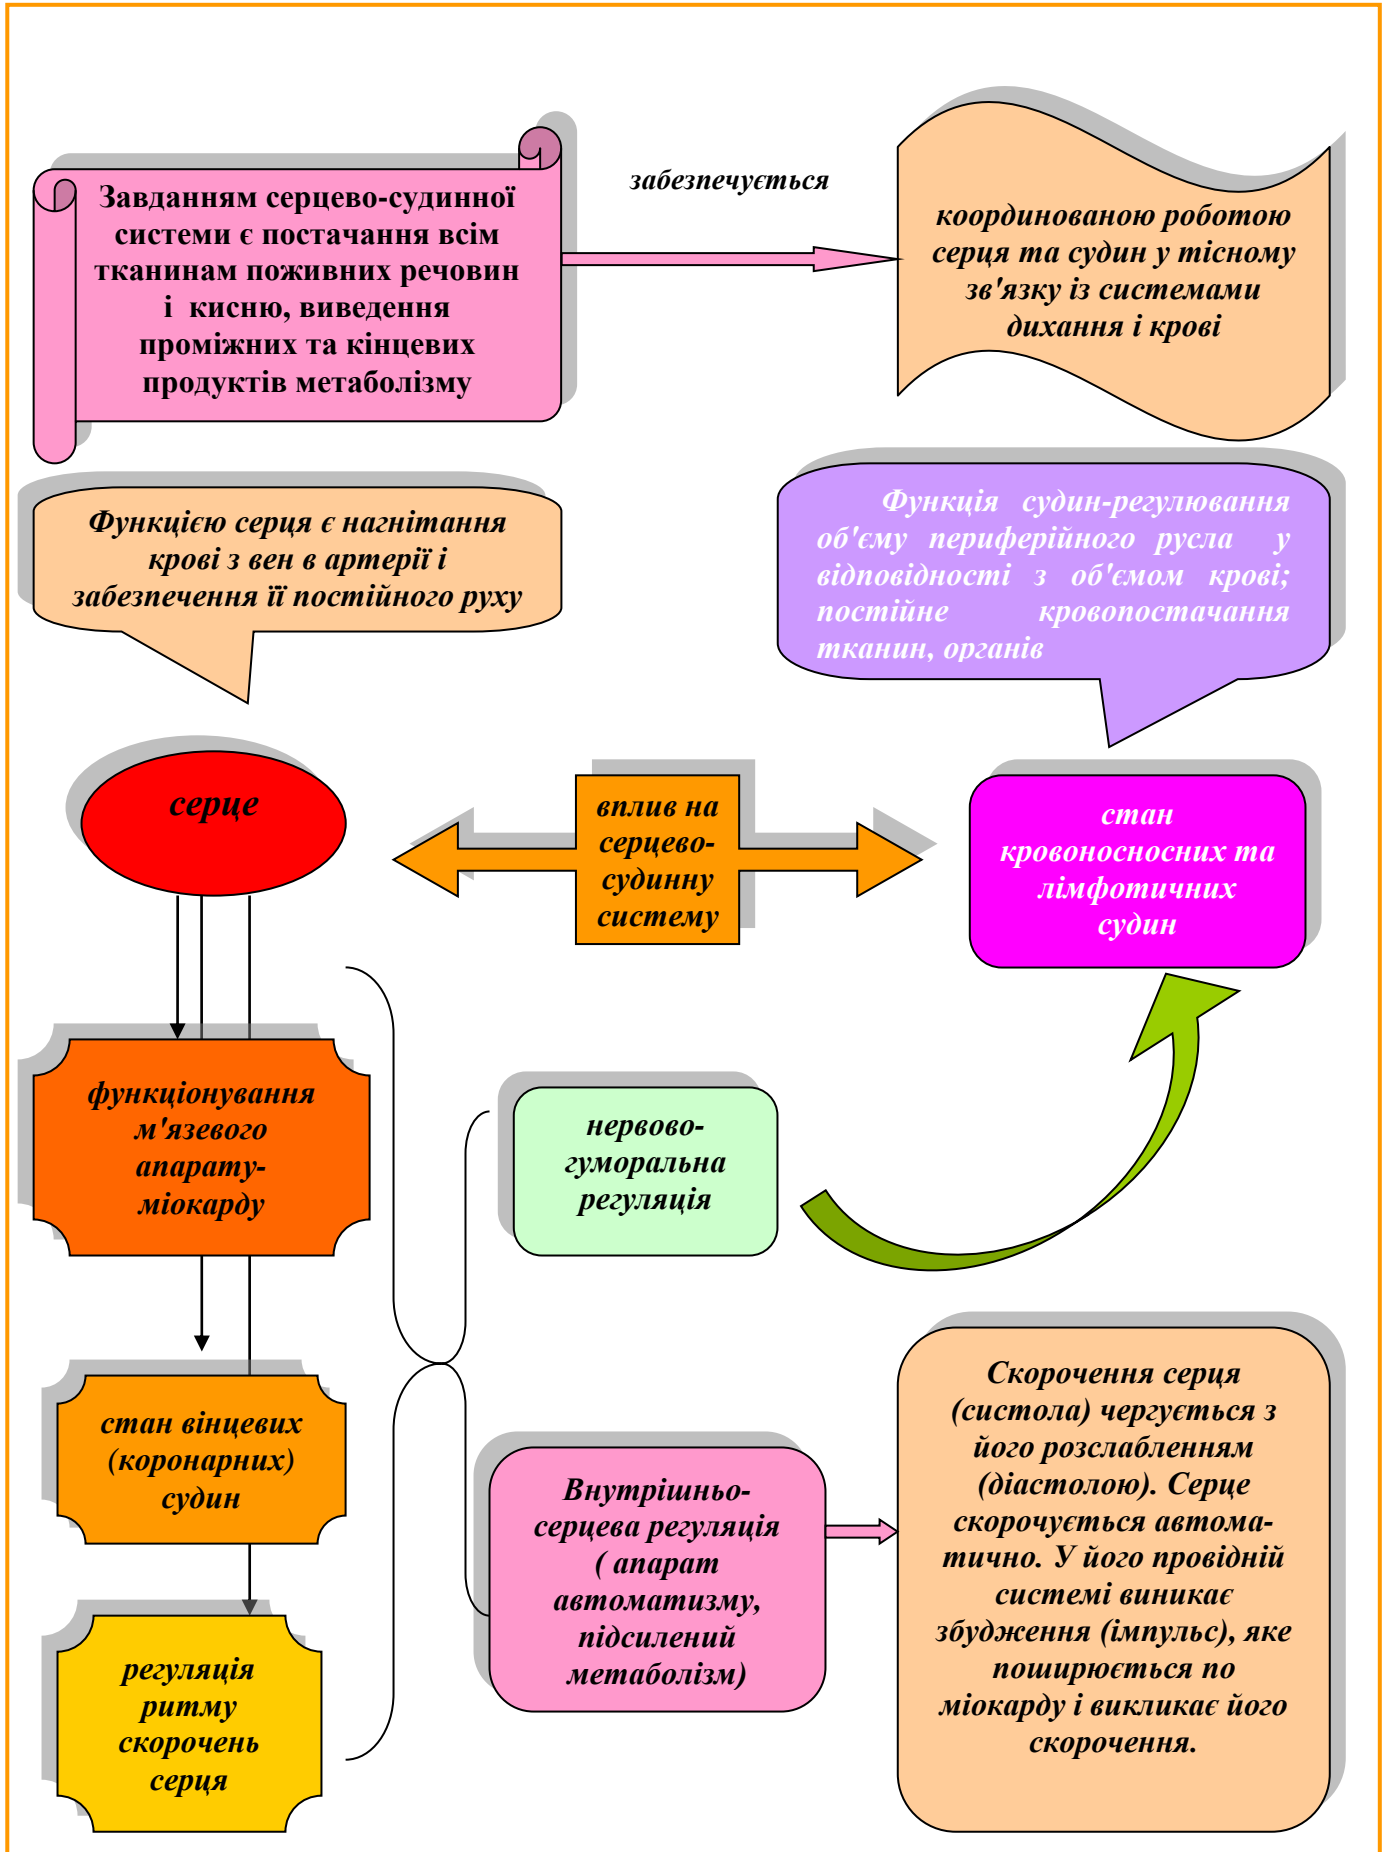 Завданням серцево-судинної
системи є постачання всім
тканинам поживних речовин
і кисню, виведення
проміжних та кінцевих
продуктів метаболізму
забезпечується
координованою роботою
серця та судин у тісному
зв'язку із системами
дихання і крові
Функцією серця є нагнітання
крові з вен в артерії і
забезпечення її постійного руху
Функція судин-регулювання
об'єму периферійного русла у
відповідності з об'ємом крові;
постійне кровопостачання
тканин, органів
серце
вплив на
серцево-
судинну
систему
стан
кровоносносних та
лімфотичних
судин
функціонування
м'язевого
апарату-
міокарду
нервово-
гуморальна
регуляція
стан вінцевих
(коронарних)
судин
Внутрішньо-
серцева регуляція
( апарат
автоматизму,
підсилений
метаболізм)
Скорочення серця
(систола) чергується з
його розслабленням
(діастолою). Серце
скорочується автома-
тично. У його провідній
системі виникає
збудження (імпульс), яке
поширюється по
міокарду і викликає його
скорочення.
регуляція
ритму
скорочень
серця